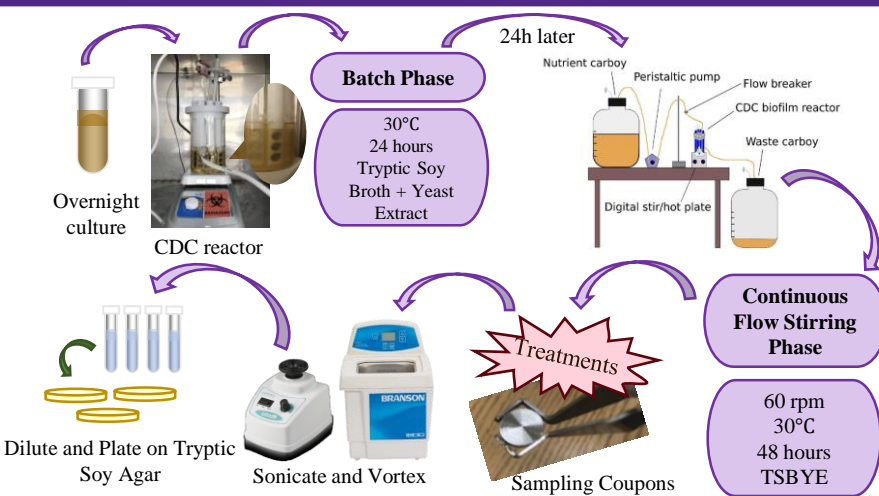 24h later
Batch Phase
30°C
24 hours
Tryptic Soy
Broth + Yeast
Extract
Nutrient carboy
Peristaltic pump
Flow breaker
CDC biofilm reactor
Waste carboy
Digital stir/hot plate
Overnight
culture
CDC reactor
Continuous
Flow Stirring
Phase
60 rpm
30°C
48 hours
TSBYE
Treatments
Sampling Coupons
BRANSON
Sonicate and Vortex
Dilute and Plate on Tryptic
Soy Agar